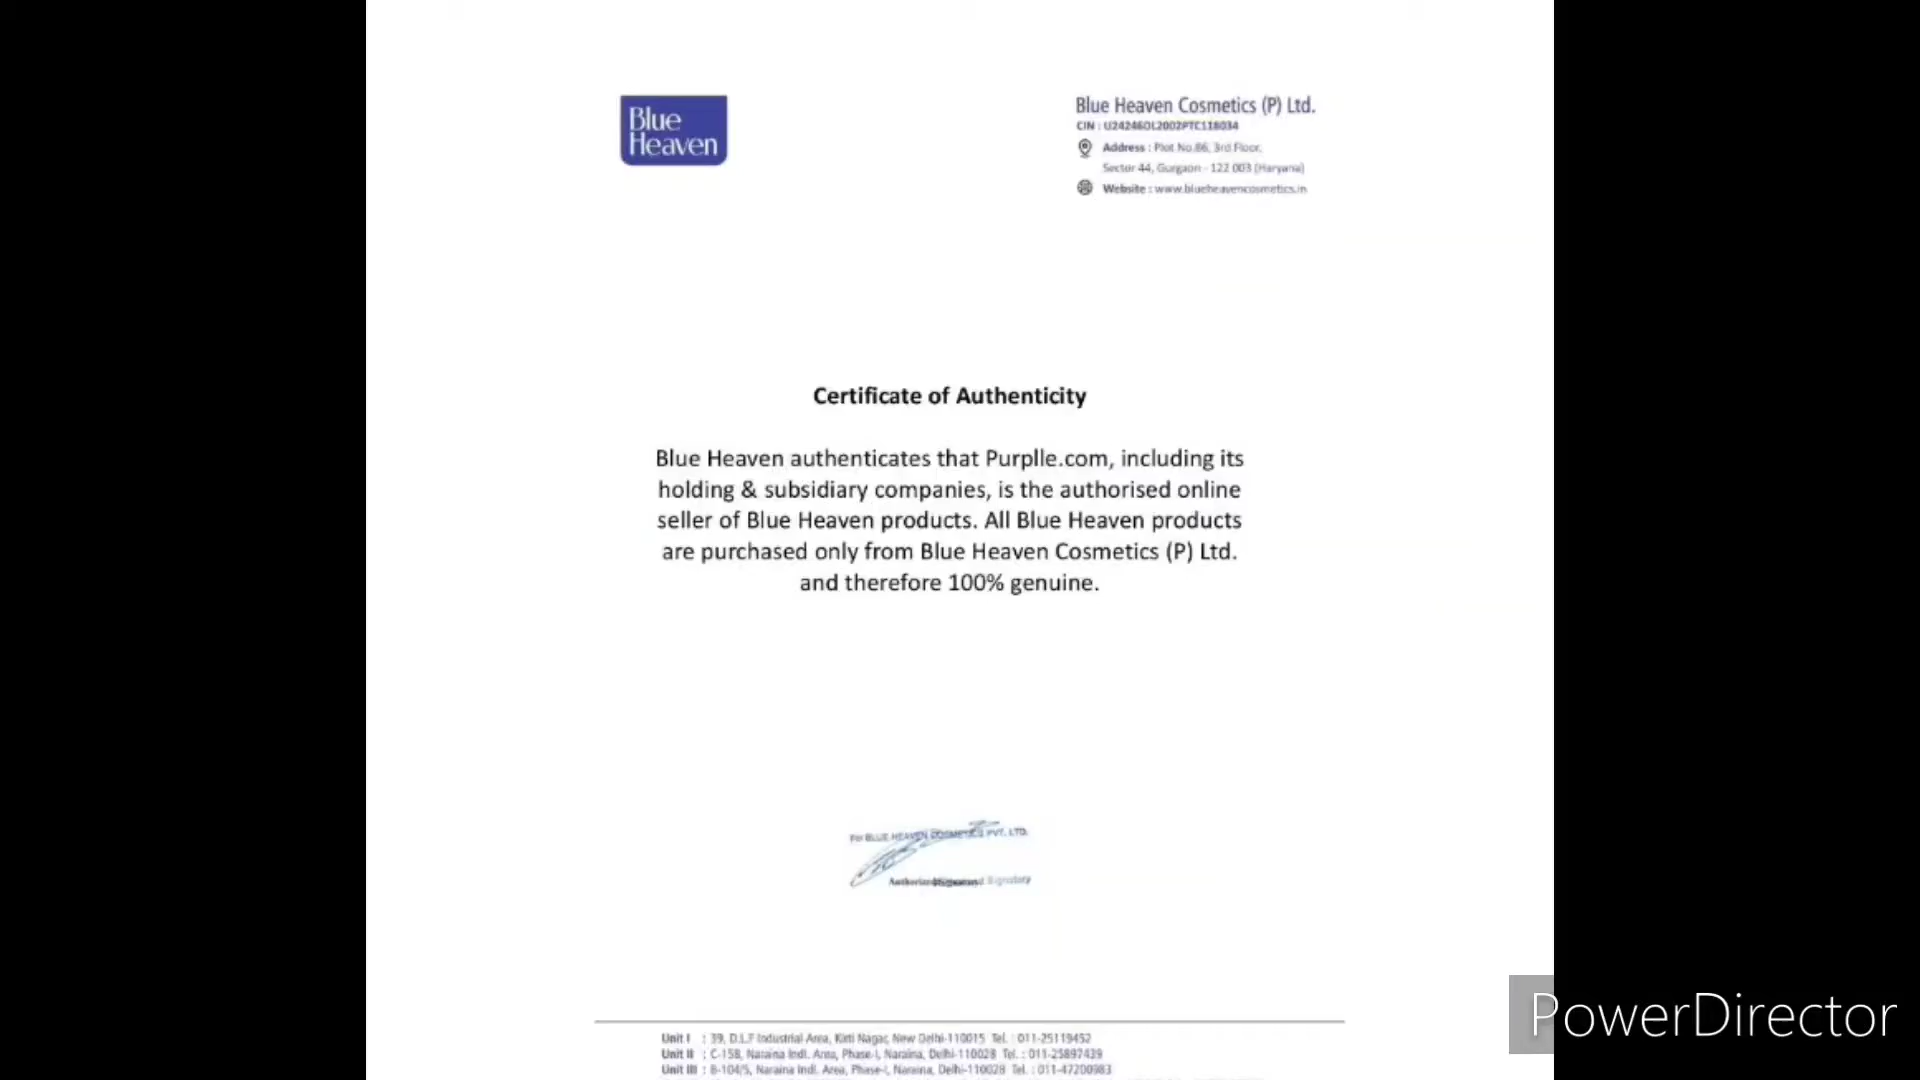 Blue
Heaven
Blue Heaven Cosmetics (P) Ltd.
CIN : U24246DL2002PTC118034
Address : Plot No.86, 3rd Floor,
Sector 44, Gurgaon - 122 003 (Haryana)
Website : www.blueheavencosmetics.in
Certificate of Authenticity
Blue Heaven authenticates that Purplle.com, including its
holding & subsidiary companies, is the authorised online
seller of Blue Heaven products. All Blue Heaven products
are purchased only from Blue Heaven Cosmetics (P) Ltd.
and therefore 100% genuine.
For BLUE HEAVEN COSMETICS PVT. LTD.
Signatory
Unit I : 39, D.L.F Industrial Area, Kirti Nagar, New Delhi-110015 Tel. : 011-25119452
Unit II : C-158, Naraina Indl. Area, Phase-I, Naraina, Delhi-110028 Tel. : 011-25897439
Unit III : B-104/5, Naraina Indl. Area, Phase-I, Naraina, Delhi-110028 Tel. : 011-47200983
PowerDirector